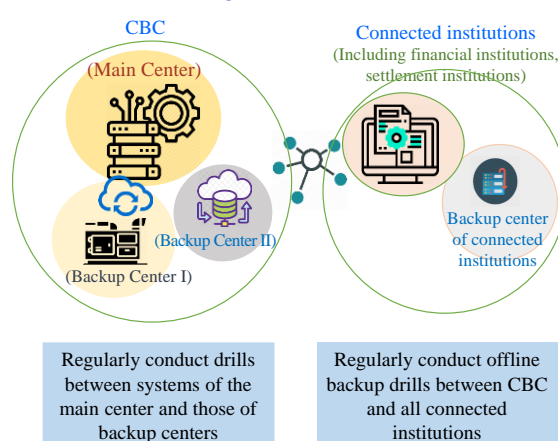 CBC
(Main Center)
(Backup Center I)
(Backup Center II)
Connected institutions
(Including financial institutions,
settlement institutions)
Backup center
of connected
institutions
Regularly conduct drills
between systems of the
main center and those of
backup centers
Regularly conduct offline
backup drills between CBC
and all connected
institutions